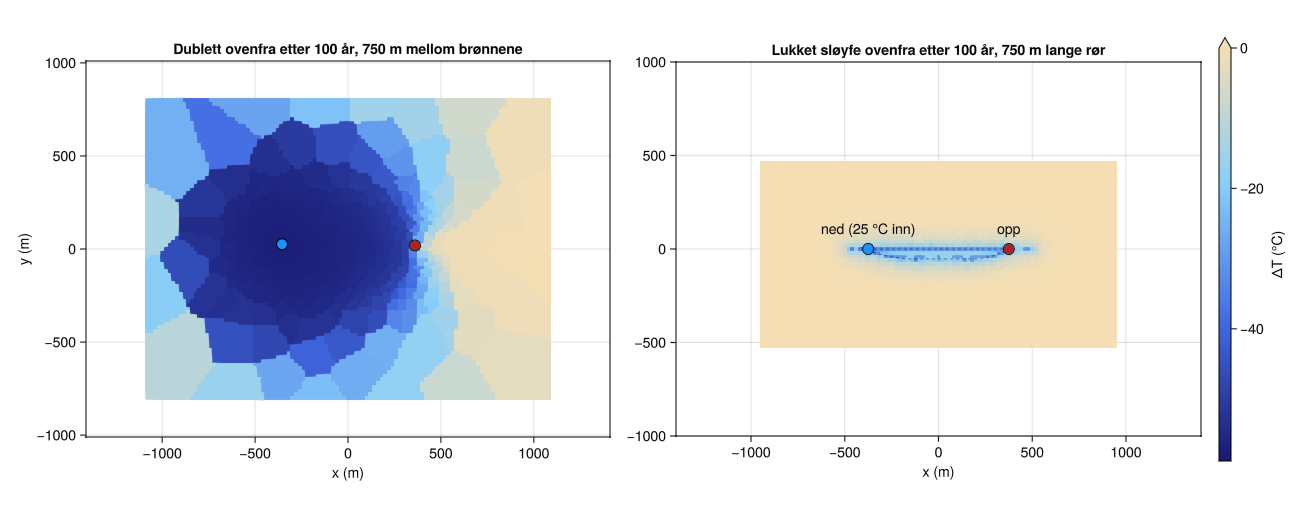 Dublett ovenfra etter 100 år, 750 m mellom brønnene
1000
500
0
−500
−1000
y (m)
−1000
−500
0
500
1000
x (m)
Lukket sløyfe ovenfra etter 100 år, 750 m lange rør
1000
500
0
−500
−1000
ned (25 °C inn)
opp
−1000
−500
0
500
1000
x (m)
0
−20
−40
ΔT (°C)